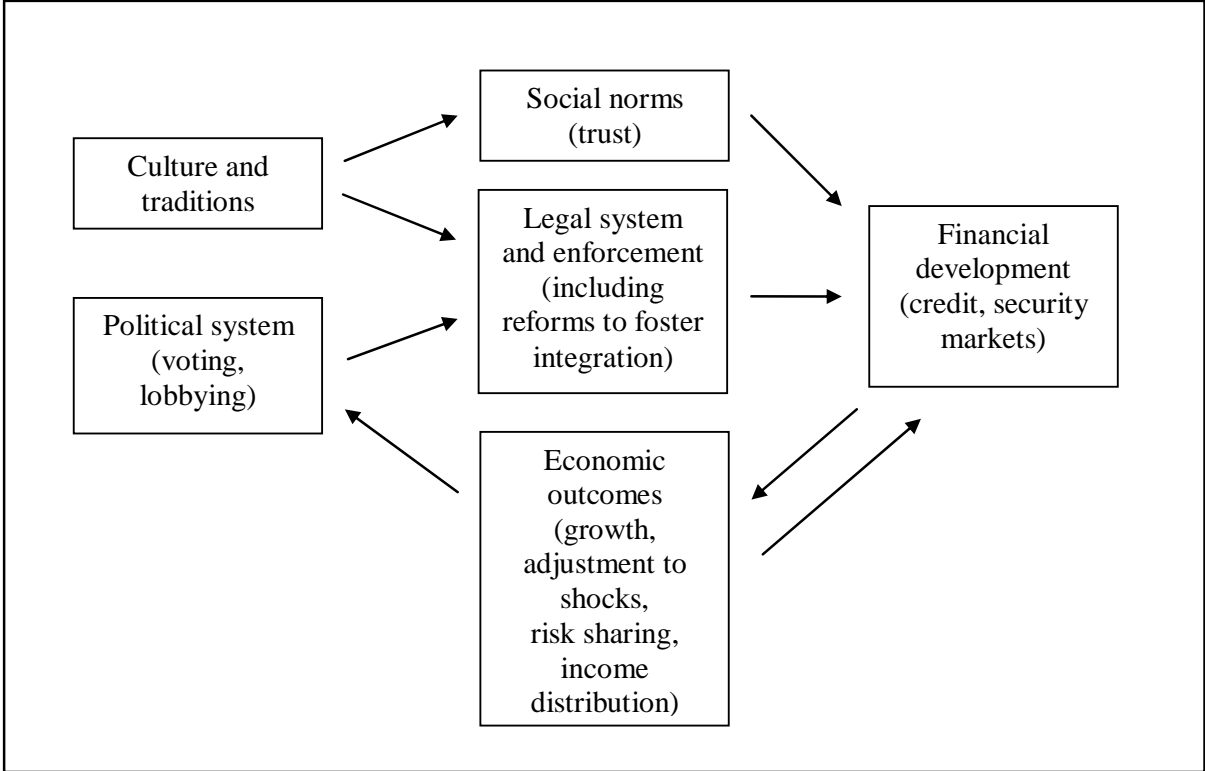 Social norms
(trust)
Culture and
traditions
Legal system
and enforcement
(including
reforms to foster
integration)
Financial
development
(credit, security
markets)
Political system
(voting,
lobbying)
Economic
outcomes
(growth,
adjustment to
shocks,
risk sharing,
income
distribution)